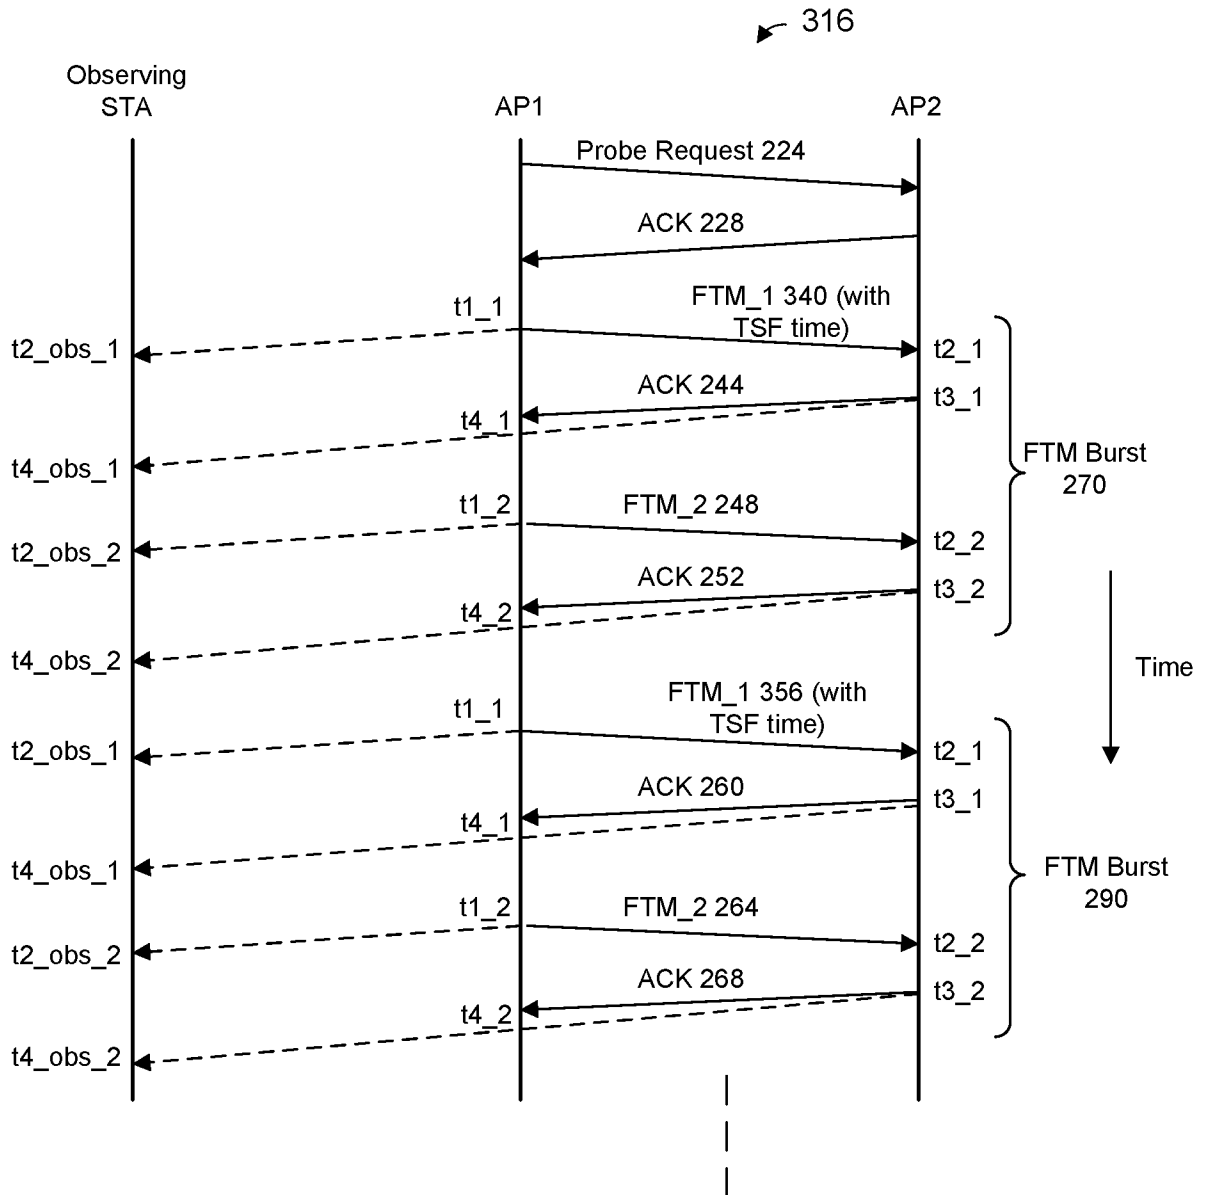 316
Observing
STA
AP1
AP2
Probe Request 224
ACK 228
FTM_1 340 (with
TSF time)
t1_1
t2_obs_1
t2_1
ACK 244
t3_1
t4_1
t4_obs_1
FTM Burst
270
t1_2
FTM_2 248
t2_obs_2
t2_2
ACK 252
t3_2
t4_2
t4_obs_2
Time
FTM_1 356 (with
TSF time)
t1_1
t2_obs_1
t2_1
ACK 260
t3_1
t4_1
t4_obs_1
FTM Burst
290
t1_2
FTM_2 264
t2_obs_2
t2_2
ACK 268
t3_2
t4_2
t4_obs_2